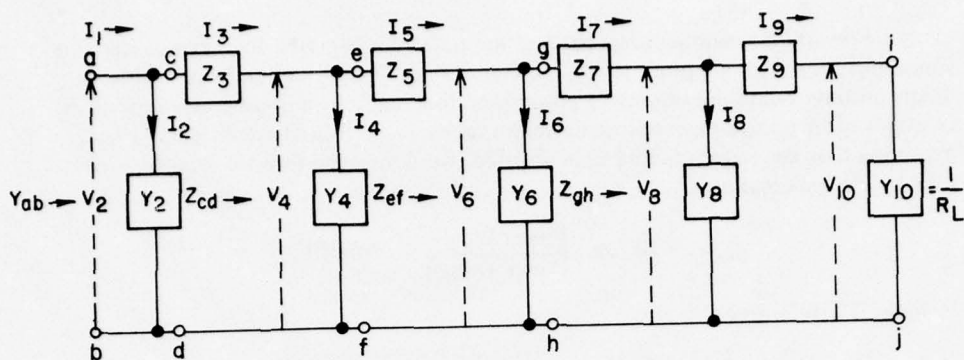 I₁→ I₃→ I₅→ I₇→ I₉→
a c e g i
Z₃ Z₅ Z₇ Z₉
I₂ I₄ I₆ I₈
Yab→ V₂ Y₂ Zcd→ V₄ Y₄ Zef→ V₆ Y₆ Zgh→ V₈ Y₈ V₁₀ Y₁₀ = 1/RL
b d f h j